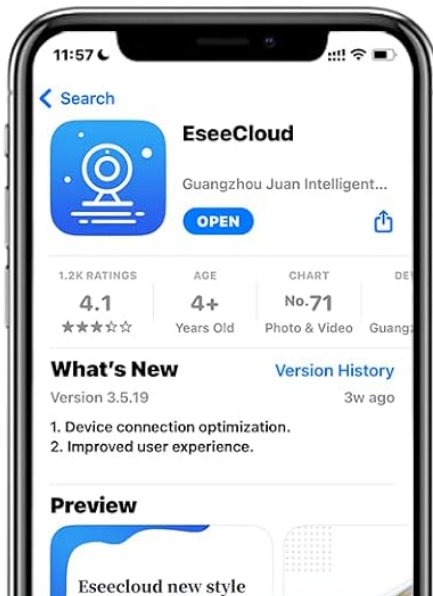 11:57
Search
EseeCloud
Guangzhou Juan Intelligent...
OPEN
1.2K RATINGS
4.1
AGE
4+
Years Old
CHART
No.71
Photo & Video
DE
Guangz
What's New
Version History
Version 3.5.19
3w ago
1. Device connection optimization.
2. Improved user experience.
Preview
Eseecloud new style